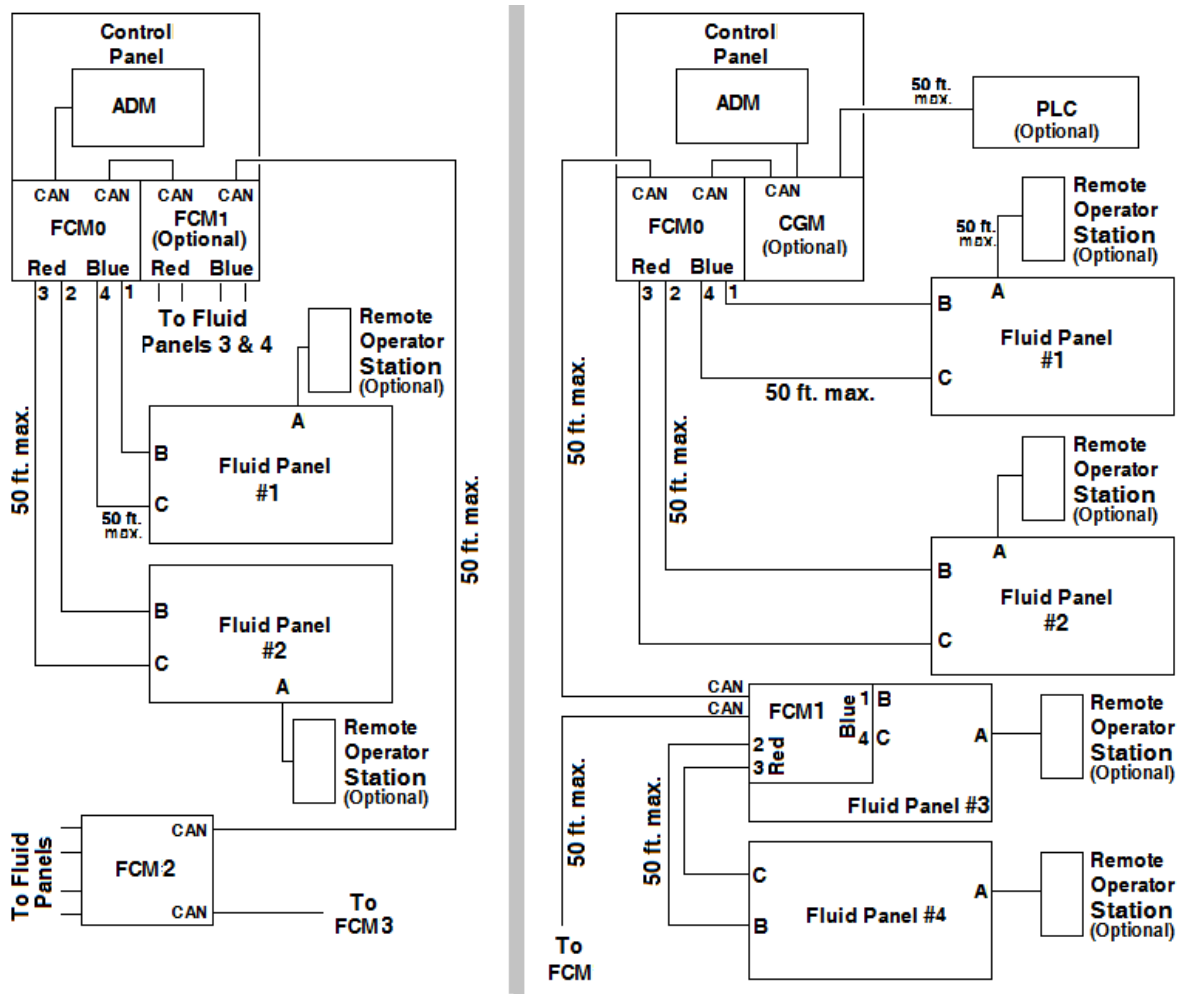 Control
Panel
ADM
CAN CAN CAN CAN
FCM0
FCM1
(Optional)
Red Blue Red Blue
3 2 4 1
To Fluid
Panels 3 & 4
Remote
Operator
Station
(Optional)
50 ft. max.
A
B
Fluid Panel
#1
C
50 ft.
max.
50 ft. max.
B
Fluid Panel
#2
C
A
Remote
Operator
Station
(Optional)
To Fluid
Panels
CAN
FCM2
CAN
To
FCM3
Control
Panel
ADM
50 ft.
max.
PLC
(Optional)
CAN CAN CAN
FCM0
CGM
(Optional)
Red Blue
3 2 4 1
50 ft.
max.
Remote
Operator
Station
(Optional)
A
B
Fluid Panel
#1
C
50 ft. max.
50 ft. max.
50 ft. max.
Remote
Operator
Station
(Optional)
A
B
Fluid Panel
#2
C
CAN
CAN
FCM1
Blue
1 B
4 C
2
3
Red
A
Fluid Panel #3
Remote
Operator
Station
(Optional)
50 ft. max.
50 ft. max.
C
Fluid Panel #4
B
A
Remote
Operator
Station
(Optional)
To
FCM